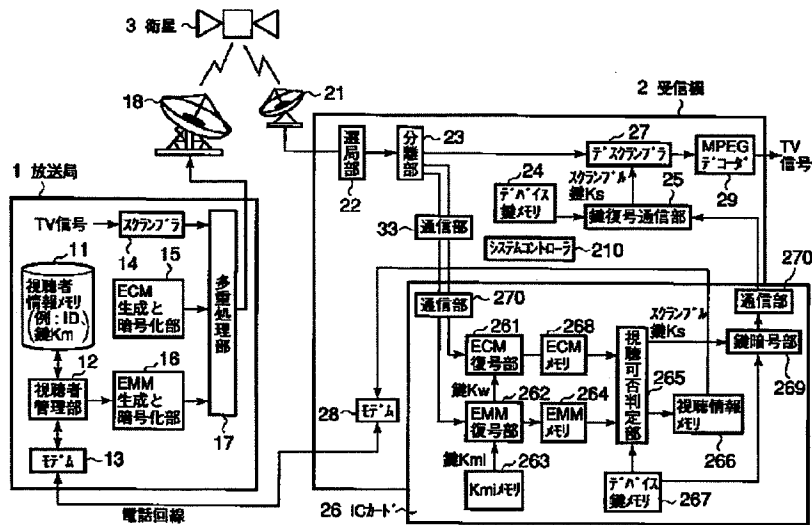 3 衛星
18
21
1 放送局
TV信号
スクランブラ
14
11
視聴者
情報メモリ
(例:ID、
鍵Km)
15
ECM
生成と
暗号化部
多重処理部
17
12
視聴者
管理部
16
EMM
生成と
暗号化部
モデム
13
電話回線
2 受信機
選局部
22
分離部
23
27
デスクランブラ
MPEG
デコーダ
29
TV
信号
スクランブル
鍵Ks
24
デバイス
鍵メモリ
25
鍵復号通信部
33
通信部
システムコントローラ
210
通信部
270
270
通信部
261
ECM
復号部
268
ECM
メモリ
視聴可否判定部
265
スクランブル
鍵Ks
鍵暗号部
269
鍵Kw
262
EMM
復号部
264
EMM
メモリ
視聴情報
メモリ
266
28
モデム
鍵Kmi
263
Kmiメモリ
デバイス
鍵メモリ
267
26 ICカード